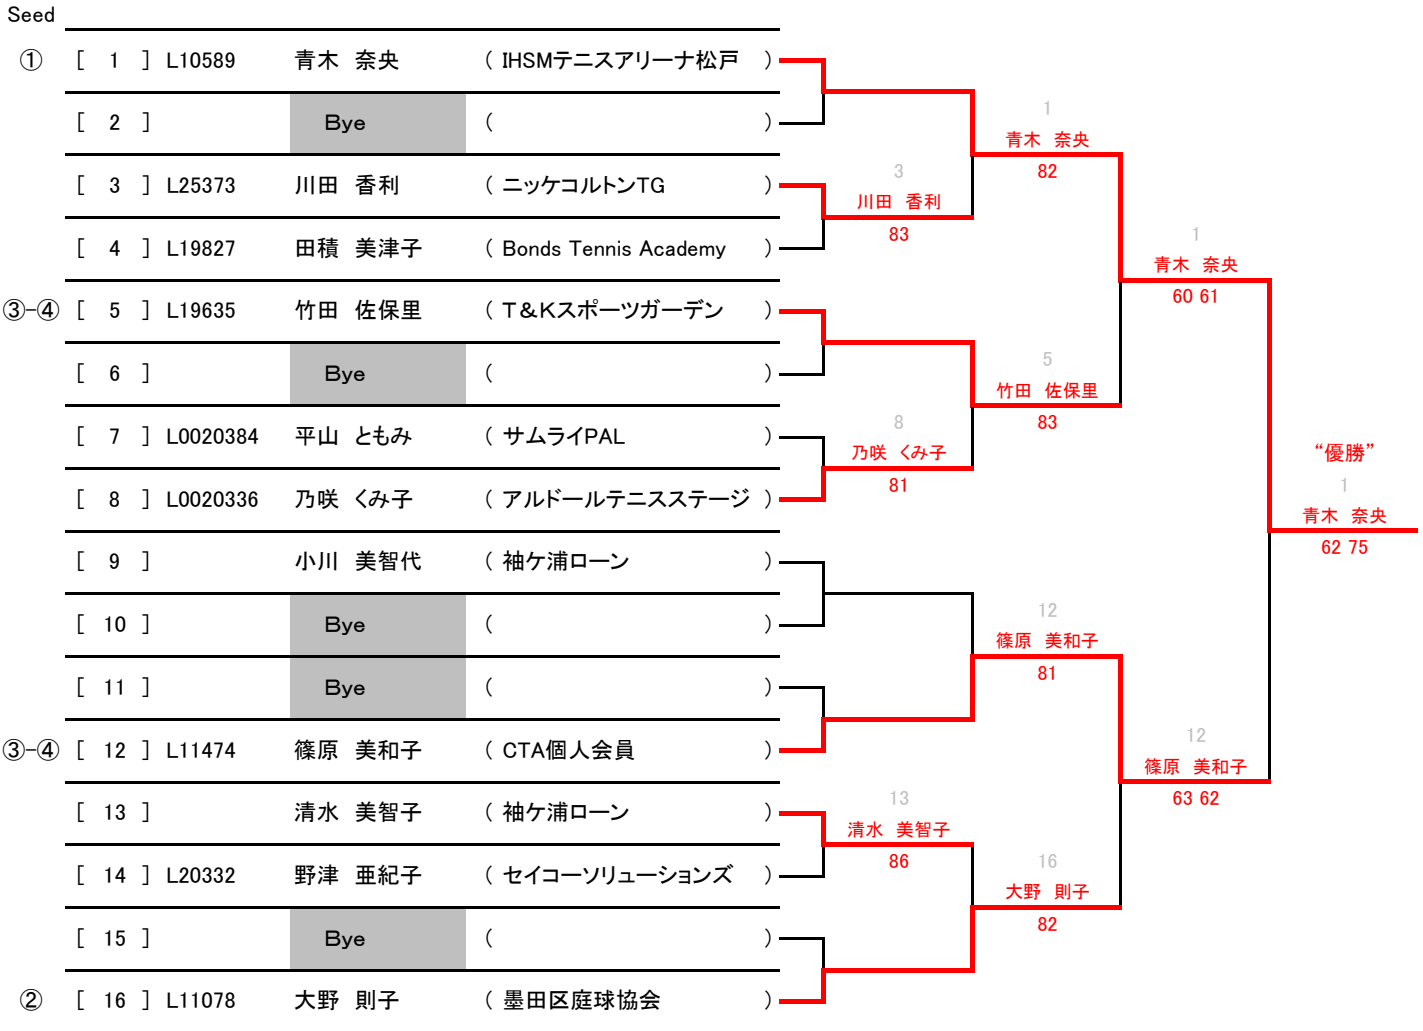 Seed
① [ 1 ] L10589 青木 奈央 ( IHSMテニスアリーナ松戸 )
[ 2 ] Bye ( )
[ 3 ] L25373 川田 香利 ( ニッケコルトンTG )
[ 4 ] L19827 田積 美津子 ( Bonds Tennis Academy )
③-④ [ 5 ] L19635 竹田 佐保里 ( T&Kスポーツガーデン )
[ 6 ] Bye ( )
[ 7 ] L0020384 平山 ともみ ( サムライPAL )
[ 8 ] L0020336 乃咲 くみ子 ( アルドールテニスステージ )
[ 9 ] 小川 美智代 ( 袖ケ浦ローン )
[ 10 ] Bye ( )
[ 11 ] Bye ( )
③-④ [ 12 ] L11474 篠原 美和子 ( CTA個人会員 )
[ 13 ] 清水 美智子 ( 袖ケ浦ローン )
[ 14 ] L20332 野津 亜紀子 ( セイコーソリューションズ )
[ 15 ] Bye ( )
② [ 16 ] L11078 大野 則子 ( 墨田区庭球協会 )
3
川田 香利
83
8
乃咲 くみ子
81
13
清水 美智子
86
1
青木 奈央
82
5
竹田 佐保里
83
12
篠原 美和子
81
16
大野 則子
82
1
青木 奈央
60 61
12
篠原 美和子
63 62
“優勝”
1
青木 奈央
62 75